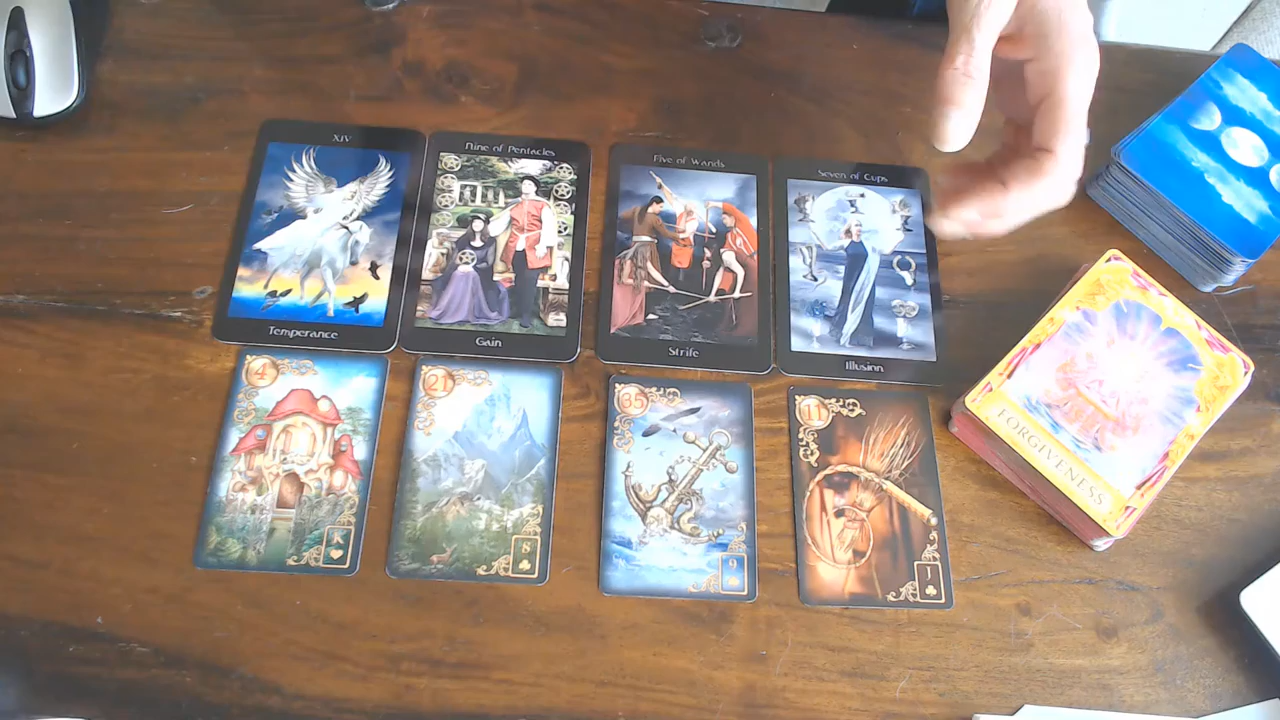 XIV
Temperance
Nine of Pentacles
Gain
Five of Wands
Strife
Seven of Cups
Illusion
4
K
21
8
35
9
11
J
FORGIVENESS